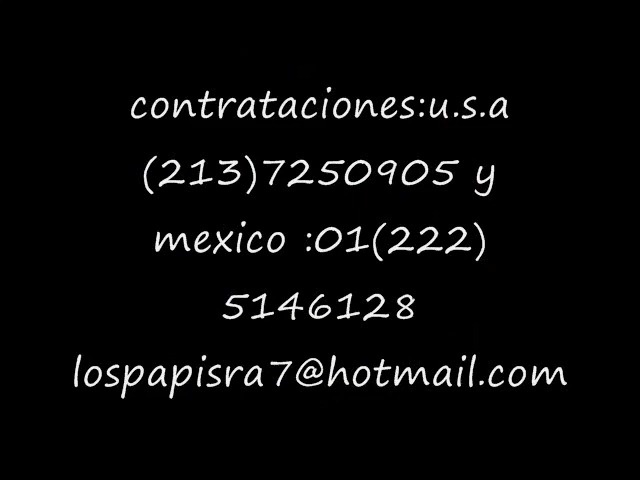 contrataciones:u.s.a
(213)7250905 y
mexico :01(222)
5146128
lospapisra7@hotmail.com